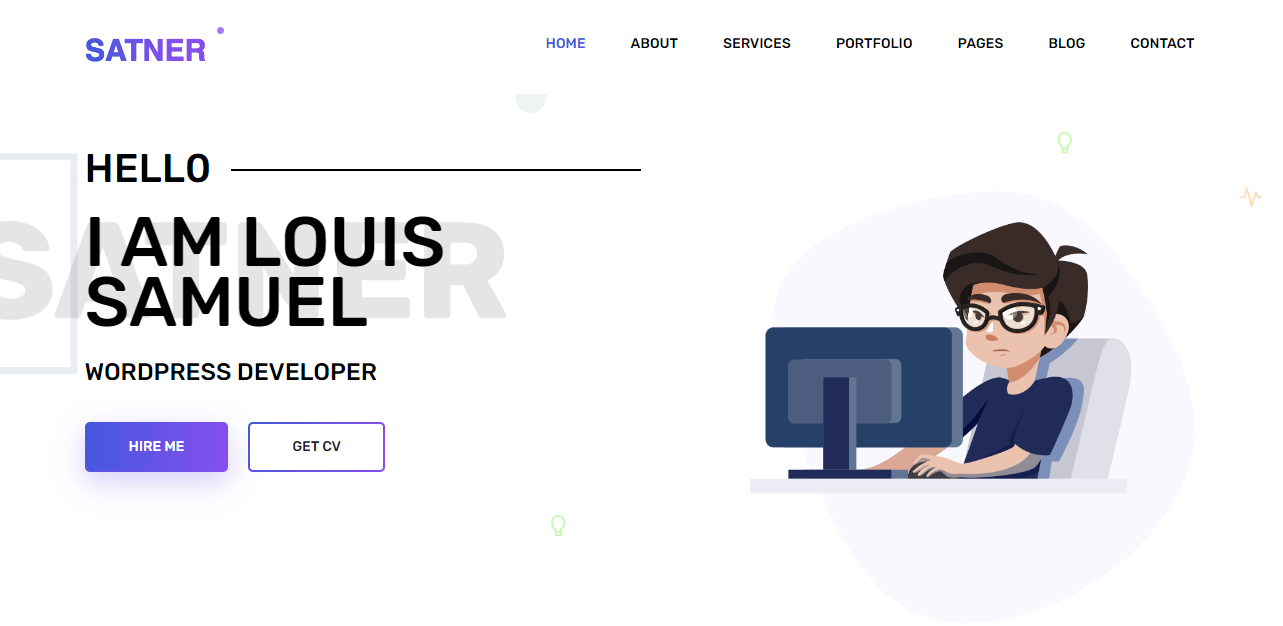 SATNER
HOME ABOUT SERVICES PORTFOLIO PAGES BLOG CONTACT
HELLO
SATNER
I AM LOUIS
SAMUEL
WORDPRESS DEVELOPER
HIRE ME GET CV